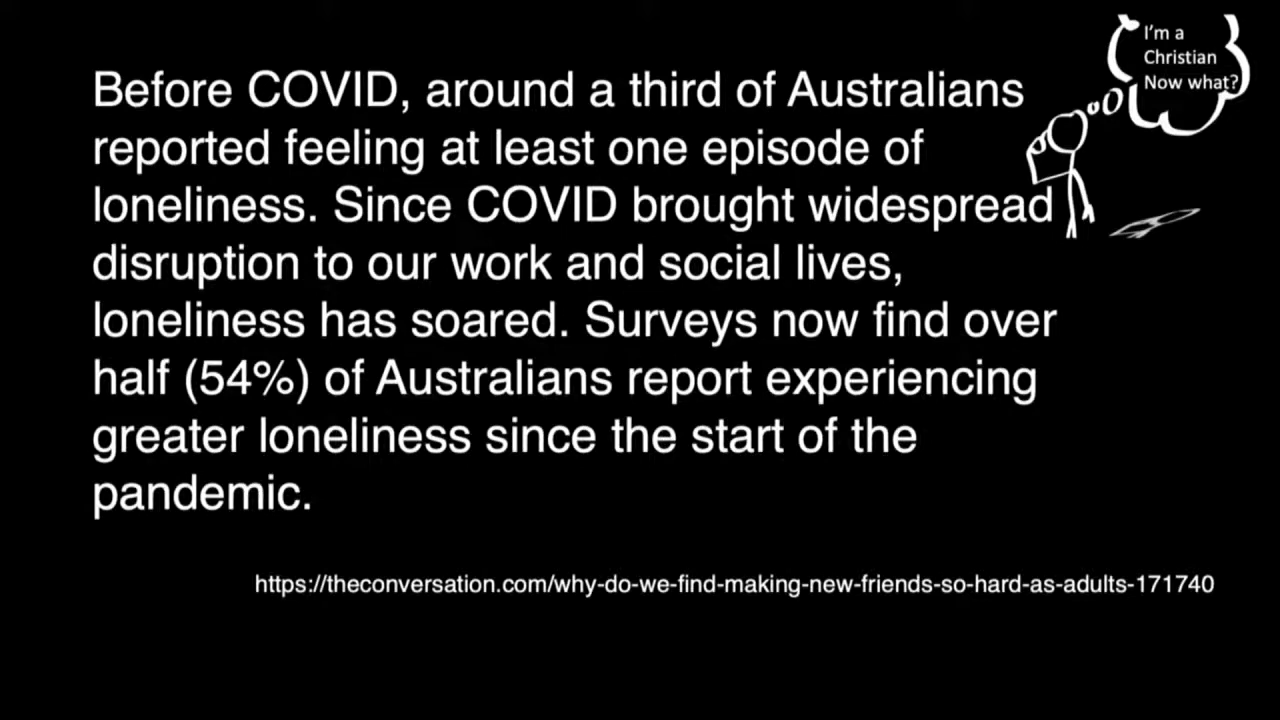 I'm a
Christian
Now what?
Before COVID, around a third of Australians
reported feeling at least one episode of
loneliness. Since COVID brought widespread
disruption to our work and social lives,
loneliness has soared. Surveys now find over
half (54%) of Australians report experiencing
greater loneliness since the start of the
pandemic.
https://theconversation.com/why-do-we-find-making-new-friends-so-hard-as-adults-171740